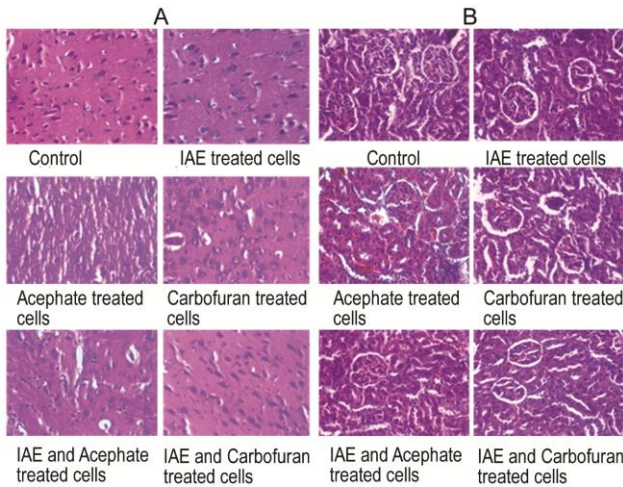 A
B
Control
IAE treated cells
Control
IAE treated cells
Acephate treated
cells
Carbofuran treated
cells
Acephate treated
cells
Carbofuran treated
cells
IAE and Acephate
treated cells
IAE and Carbofuran
treated cells
IAE and Acephate
treated cells
IAE and Carbofuran
treated cells